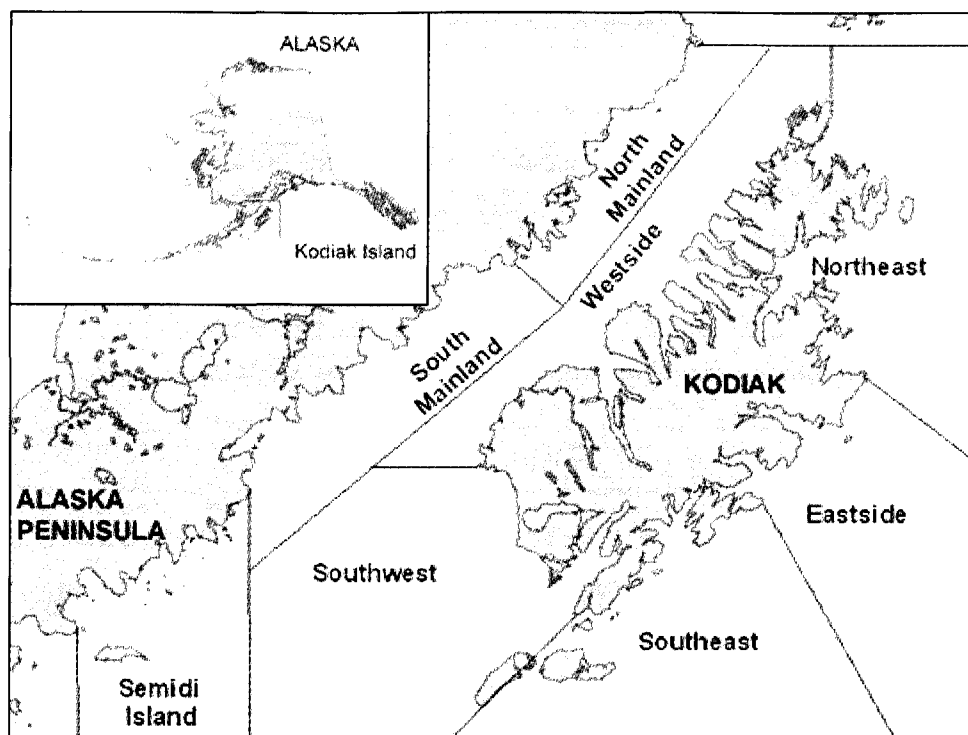 ALASKA
Kodiak Island
North
Mainland
Westside
Northeast
South
Mainland
KODIAK
ALASKA
PENINSULA
Eastside
Southwest
Southeast
Semidi
Island